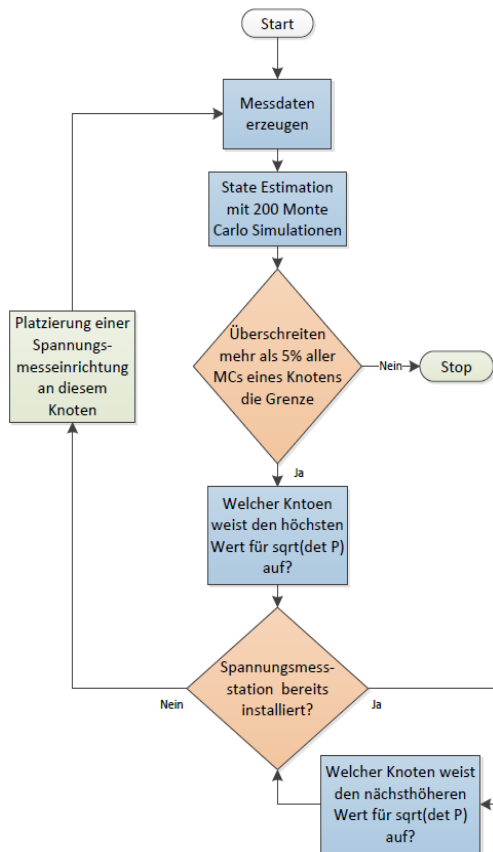 Start
Messdaten
erzeugen
State Estimation
mit 200 Monte
Carlo Simulationen
Überschreiten
mehr als 5% aller
MCs eines Knotens
die Grenze
Nein
Stop
Ja
Platzierung einer
Spannungs-
messeinrichtung
an diesem
Knoten
Welcher Kntoen
weist den höchsten
Wert für sqrt(det P)
auf?
Spannungsmess-
station bereits
installiert?
Nein
Ja
Welcher Knoten weist
den nächsthöheren
Wert für sqrt(det P)
auf?